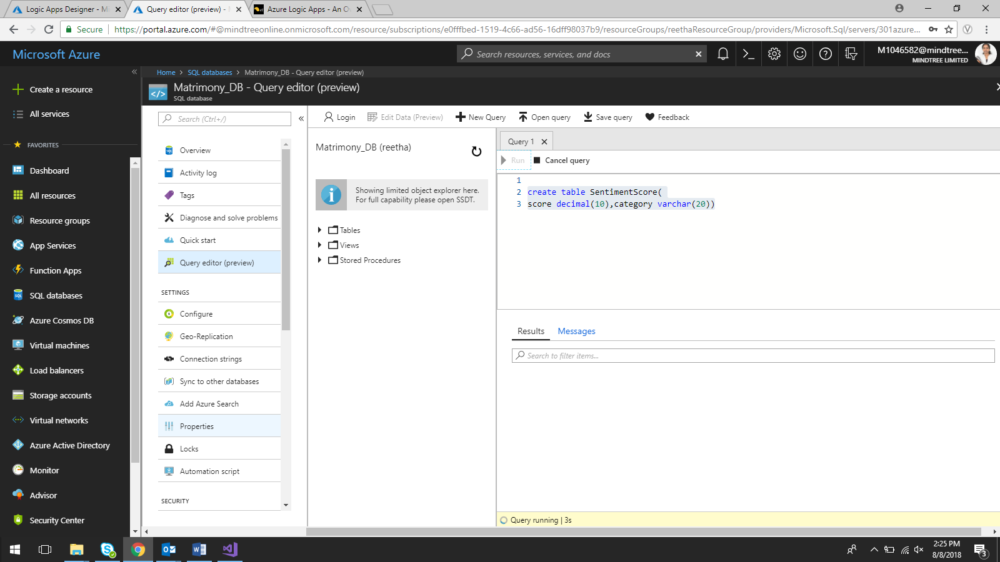 Logic Apps Designer - Mi
Query editor (preview) - M
Azure Logic Apps - An Ov
Secure
https://portal.azure.com/#@mindtreeonline.onmicrosoft.com/resource/subscriptions/e0fffbed-1519-4c66-ad56-16dff98037b9/resourceGroups/reethaResourceGroup/providers/Microsoft.Sql/servers/301azure...
Microsoft Azure
Search resources, services, and docs
M1046582@mindtree...
MINDTREE LIMITED
Home > SQL databases > Matrimony_DB - Query editor (preview)
Matrimony_DB - Query editor (preview)
SQL database
Create a resource
All services
FAVORITES
Dashboard
All resources
Resource groups
App Services
Function Apps
SQL databases
Azure Cosmos DB
Virtual machines
Load balancers
Storage accounts
Virtual networks
Azure Active Directory
Monitor
Advisor
Security Center
Search (Ctrl+/)
Overview
Activity log
Tags
Diagnose and solve problems
Quick start
Query editor (preview)
SETTINGS
Configure
Geo-Replication
Connection strings
Sync to other databases
Add Azure Search
Properties
Locks
Automation script
SECURITY
Login
Edit Data (Preview)
New Query
Open query
Save query
Feedback
Matrimony_DB (reetha)
Showing limited object explorer here.
For full capability please open SSDT.
Tables
Views
Stored Procedures
Query 1
Run
Cancel query
1
2 create table SentimentScore(
3 score decimal(10),category varchar(20))
Results
Messages
Search to filter items...
Query running | 3s
2:25 PM
8/8/2018
3